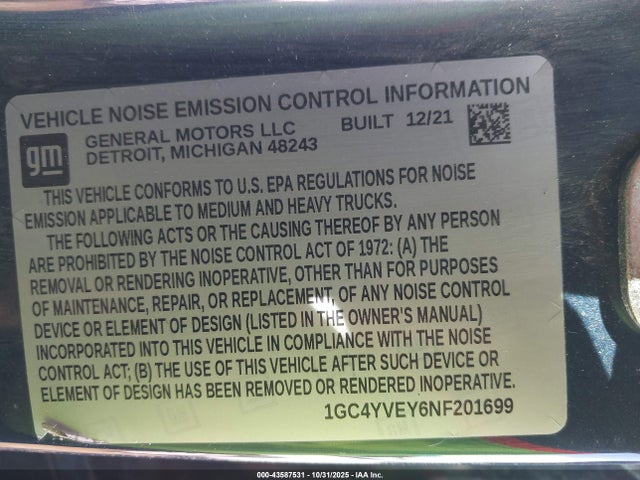 VEHICLE NOISE EMISSION CONTROL INFORMATION
gm
GENERAL MOTORS LLC BUILT 12/21
DETROIT, MICHIGAN 48243
THIS VEHICLE CONFORMS TO U.S. EPA REGULATIONS FOR NOISE
EMISSION APPLICABLE TO MEDIUM AND HEAVY TRUCKS.
THE FOLLOWING ACTS OR THE CAUSING THEREOF BY ANY PERSON
ARE PROHIBITED BY THE NOISE CONTROL ACT OF 1972: (A) THE
REMOVAL OR RENDERING INOPERATIVE, OTHER THAN FOR PURPOSES
OF MAINTENANCE, REPAIR, OR REPLACEMENT, OF ANY NOISE CONTROL
DEVICE OR ELEMENT OF DESIGN (LISTED IN THE OWNER'S MANUAL)
INCORPORATED INTO THIS VEHICLE IN COMPLIANCE WITH THE NOISE
CONTROL ACT; (B) THE USE OF THIS VEHICLE AFTER SUCH DEVICE OR
ELEMENT OF DESIGN HAS BEEN REMOVED OR RENDERED INOPERATIVE.
1GC4YVEY6NF201699
000-43587531 - 10/31/2025 - IAA Inc.